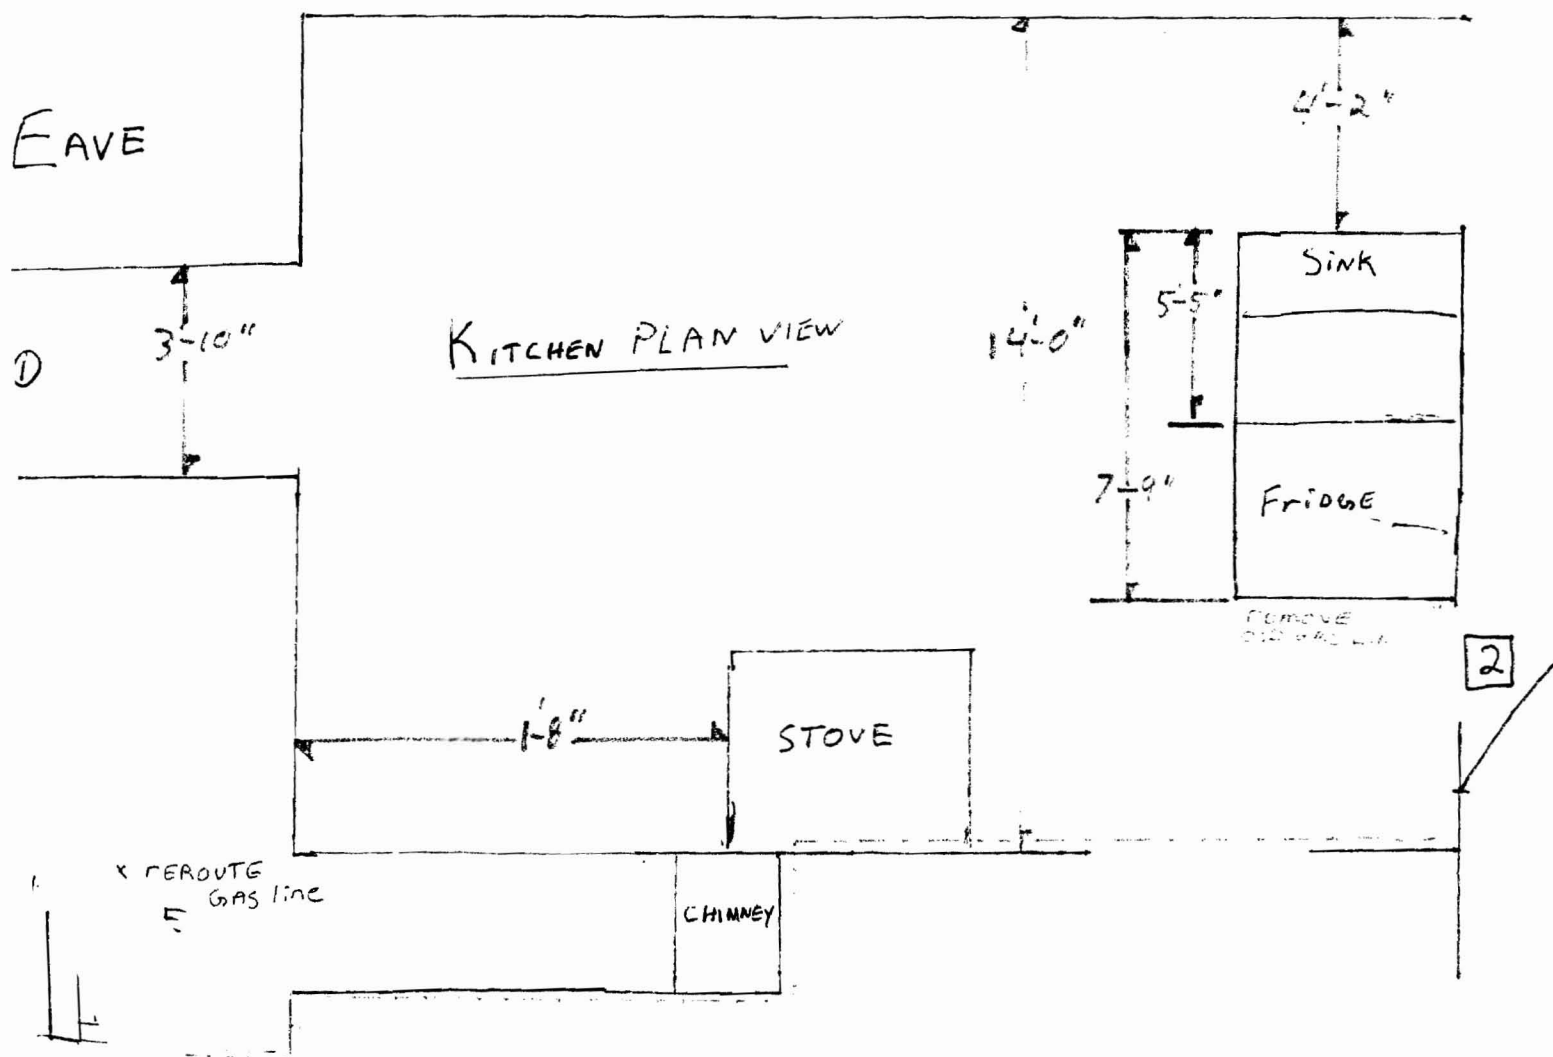 EAVE
4'-2"
SiNK
3'-10"
KITCHEN PLAN VIEW
14'-0"
5'-5"
D
7'-9"
FriDGE
remove
2
1'-8"
STOVE
x rEROUTE
GAS line
CHIMNEY